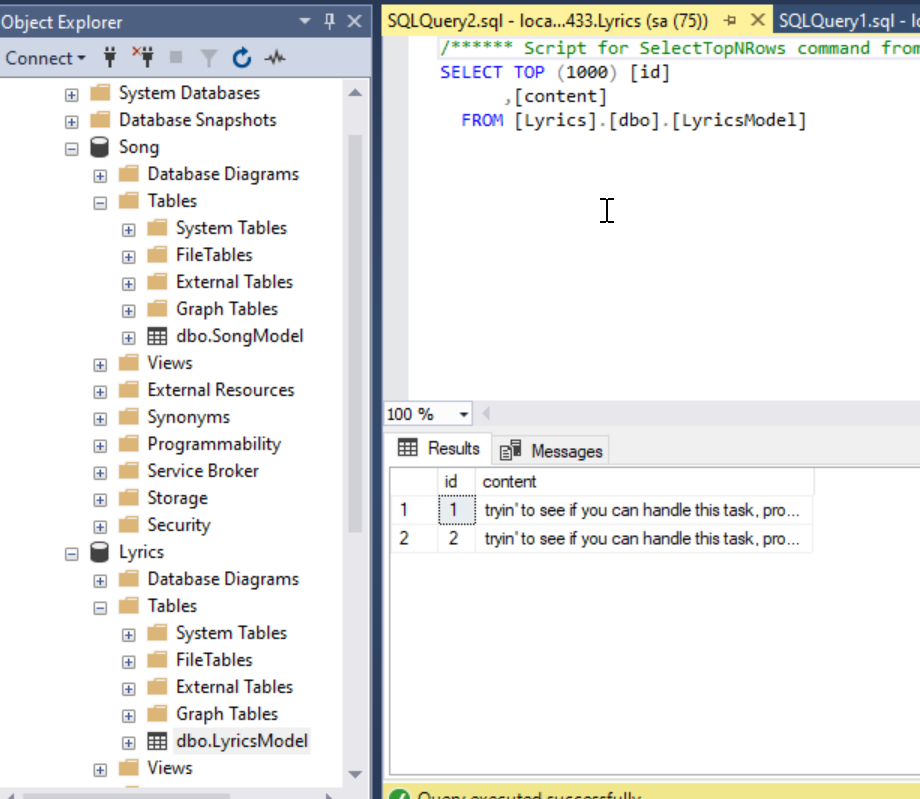 Object Explorer
Connect
System Databases
Database Snapshots
Song
Database Diagrams
Tables
System Tables
FileTables
External Tables
Graph Tables
dbo.SongModel
Views
External Resources
Synonyms
Programmability
Service Broker
Storage
Security
Lyrics
Database Diagrams
Tables
System Tables
FileTables
External Tables
Graph Tables
dbo.LyricsModel
Views
SQLQuery2.sql - loca...433.Lyrics (sa (75)) SQLQuery1.sql - lo
/****** Script for SelectTopNRows command from
SELECT TOP (1000) [id]
,[content]
FROM [Lyrics].[dbo].[LyricsModel]
100 %
Results Messages
id content
1 1 tryin' to see if you can handle this task, pro...
2 2 tryin' to see if you can handle this task, pro...
Query executed successfully